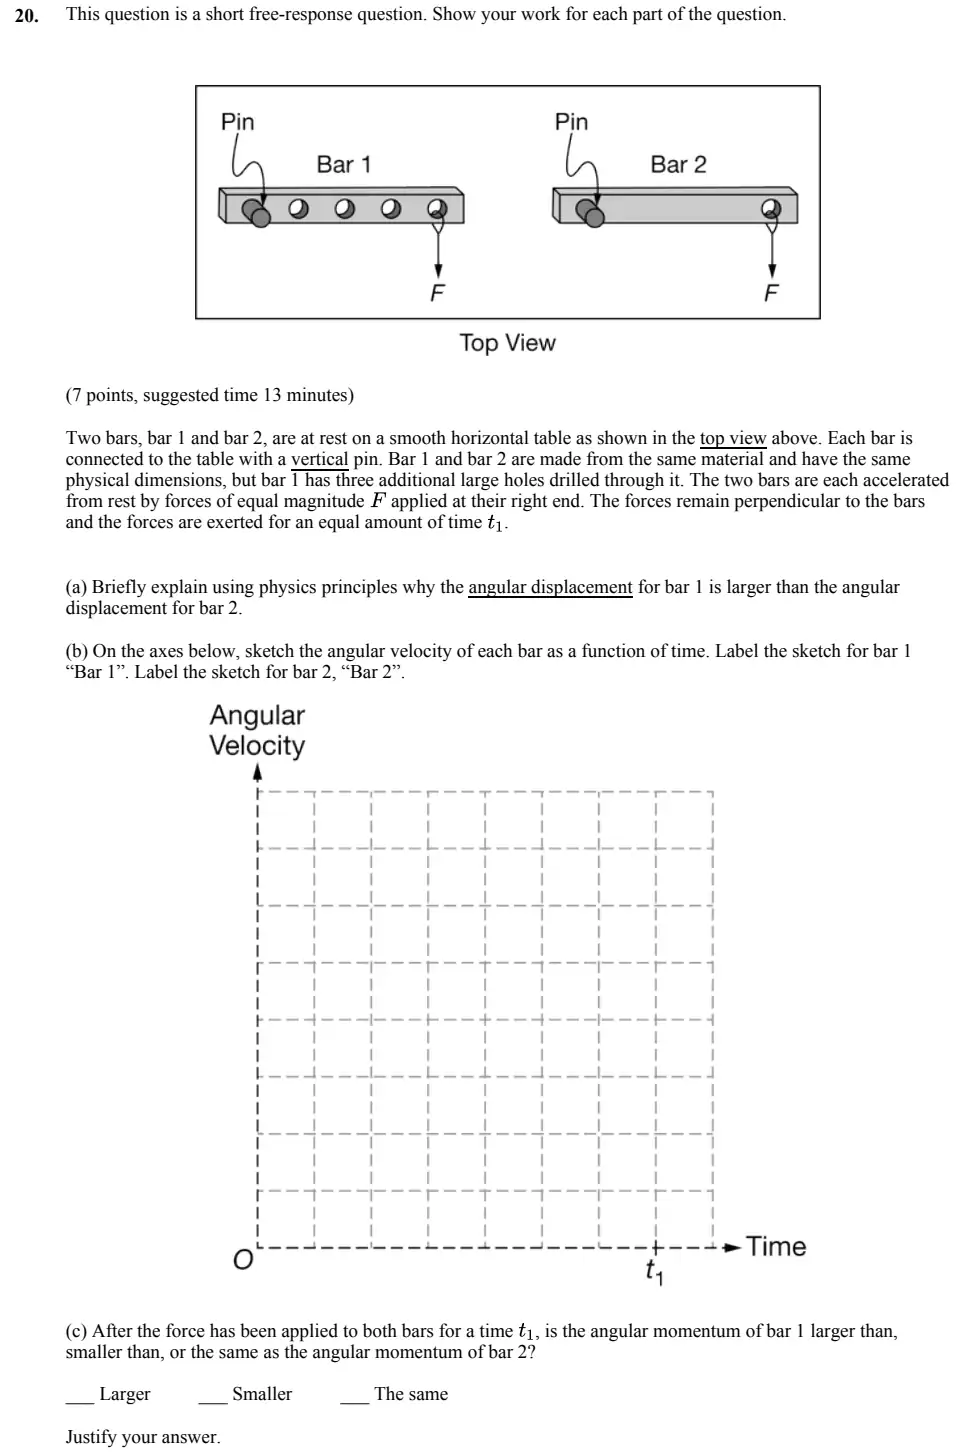 20. This question is a short free-response question. Show your work for each part of the question.
Pin
Bar 1
F
Pin
Bar 2
F
Top View
(7 points, suggested time 13 minutes)
Two bars, bar 1 and bar 2, are at rest on a smooth horizontal table as shown in the top view above. Each bar is
connected to the table with a vertical pin. Bar 1 and bar 2 are made from the same material and have the same
physical dimensions, but bar 1 has three additional large holes drilled through it. The two bars are each accelerated
from rest by forces of equal magnitude F applied at their right end. The forces remain perpendicular to the bars
and the forces are exerted for an equal amount of time t₁.
(a) Briefly explain using physics principles why the angular displacement for bar 1 is larger than the angular
displacement for bar 2.
(b) On the axes below, sketch the angular velocity of each bar as a function of time. Label the sketch for bar 1
“Bar 1”. Label the sketch for bar 2, “Bar 2”.
Angular
Velocity
O
t₁
Time
(c) After the force has been applied to both bars for a time t₁, is the angular momentum of bar 1 larger than,
smaller than, or the same as the angular momentum of bar 2?
___ Larger ___ Smaller ___ The same
Justify your answer.